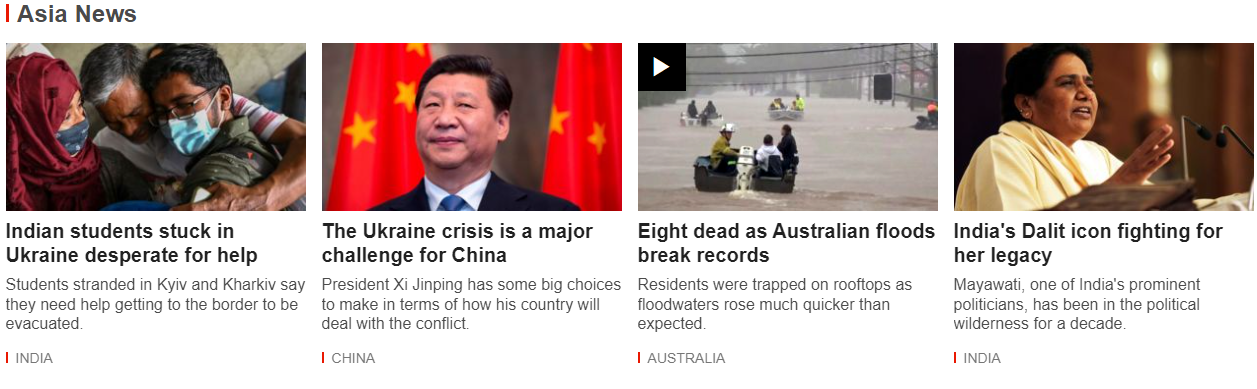 Asia News
Indian students stuck in
Ukraine desperate for help
Students stranded in Kyiv and Kharkiv say
they need help getting to the border to be
evacuated.
INDIA
The Ukraine crisis is a major
challenge for China
President Xi Jinping has some big choices
to make in terms of how his country will
deal with the conflict.
CHINA
Eight dead as Australian floods
break records
Residents were trapped on rooftops as
floodwaters rose much quicker than
expected.
AUSTRALIA
India's Dalit icon fighting for
her legacy
Mayawati, one of India's prominent
politicians, has been in the political
wilderness for a decade.
INDIA